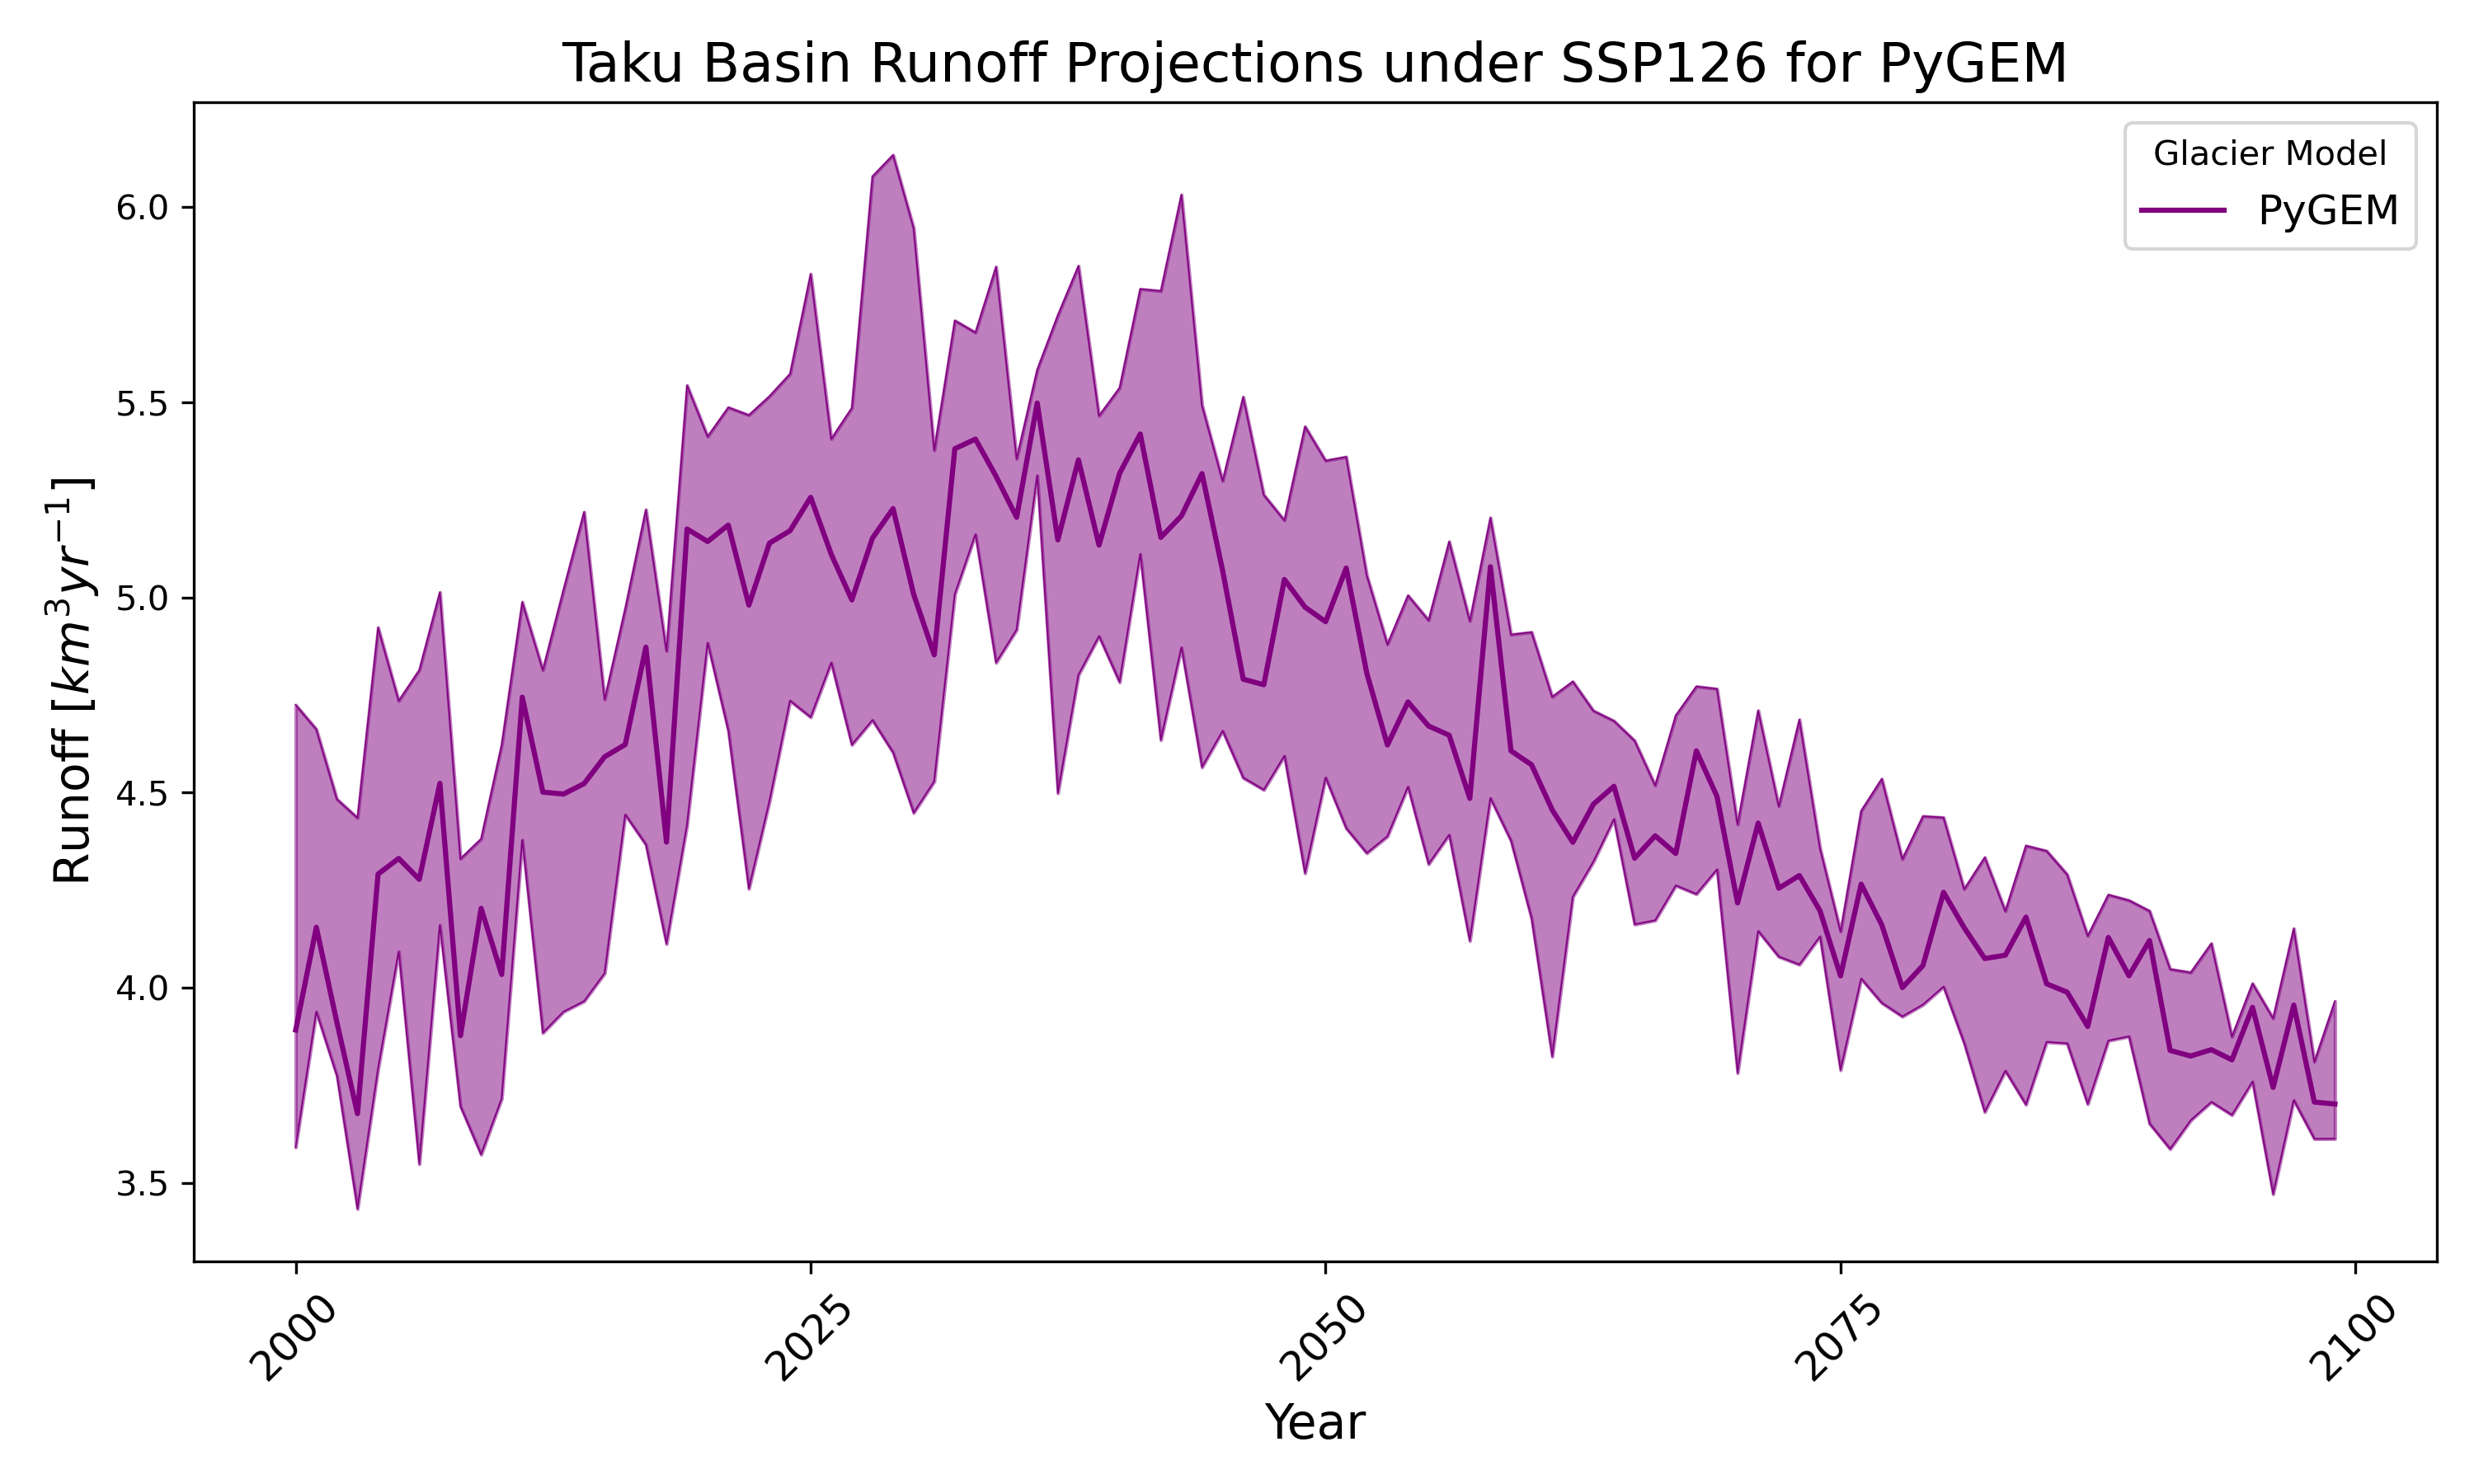 Taku Basin Runoff Projections under SSP126 for PyGEM
Glacier Model
PyGEM
6.0
5.5
5.0
4.5
4.0
3.5
Runoff [km³yr⁻¹]
2000
2025
2050
2075
2100
Year